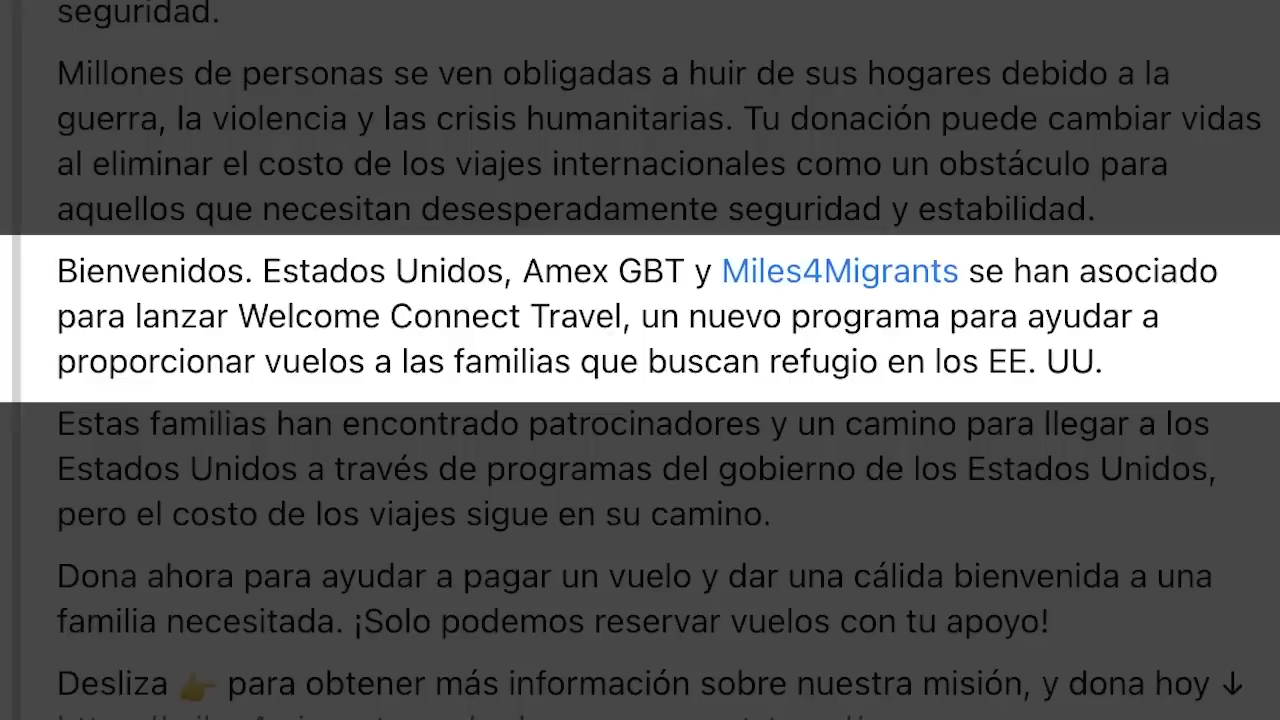 seguridad.
Millones de personas se ven obligadas a huir de sus hogares debido a la
guerra, la violencia y las crisis humanitarias. Tu donación puede cambiar vidas
al eliminar el costo de los viajes internacionales como un obstáculo para
aquellos que necesitan desesperadamente seguridad y estabilidad.
Bienvenidos. Estados Unidos, Amex GBT y Miles4Migrants se han asociado
para lanzar Welcome Connect Travel, un nuevo programa para ayudar a
proporcionar vuelos a las familias que buscan refugio en los EE. UU.
Estas familias han encontrado patrocinadores y un camino para llegar a los
Estados Unidos a través de programas del gobierno de los Estados Unidos,
pero el costo de los viajes sigue en su camino.
Dona ahora para ayudar a pagar un vuelo y dar una cálida bienvenida a una
familia necesitada. ¡Solo podemos reservar vuelos con tu apoyo!
Desliza 👉 para obtener más información sobre nuestra misión, y dona hoy ↓